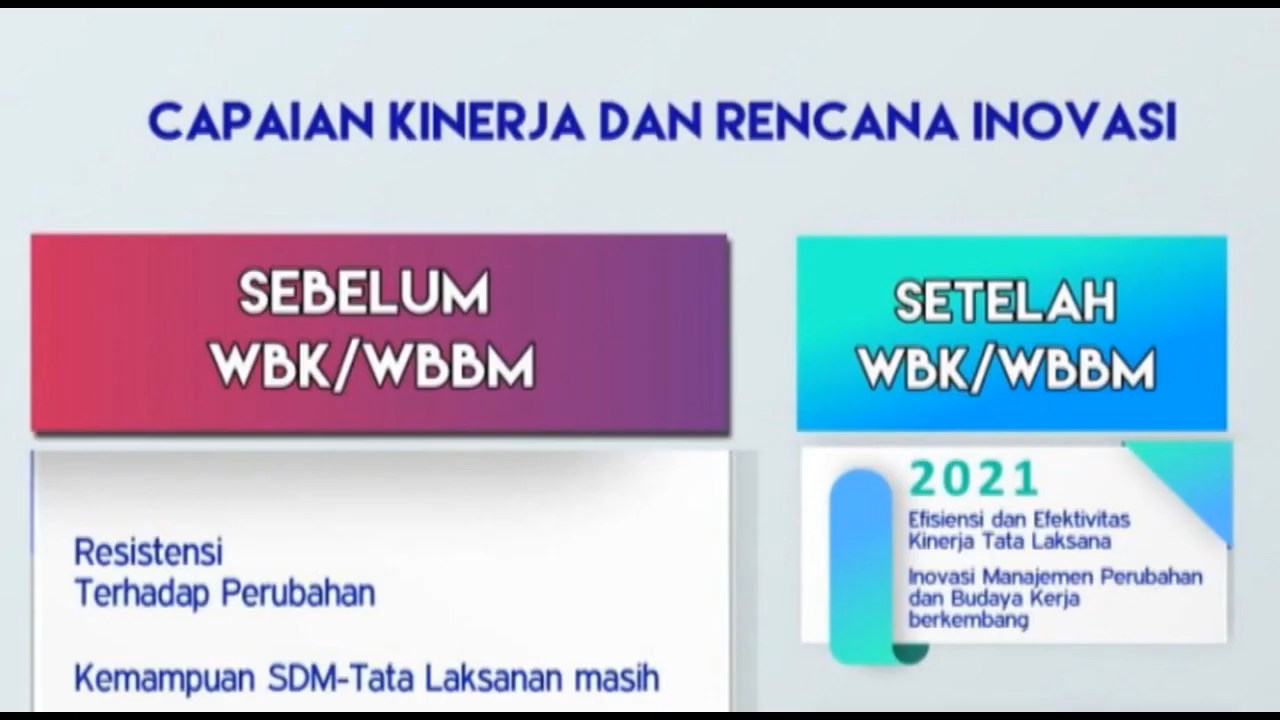 CAPAIAN KINERJA DAN RENCANA INOVASI
SEBELUM
WBK/WBBM
Resistensi
Terhadap Perubahan
Kemampuan SDM-Tata Laksanan masih
SETELAH
WBK/WBBM
2021
Efisiensi dan Efektivitas
Kinerja Tata Laksana
Inovasi Manajemen Perubahan
dan Budaya Kerja
berkembang